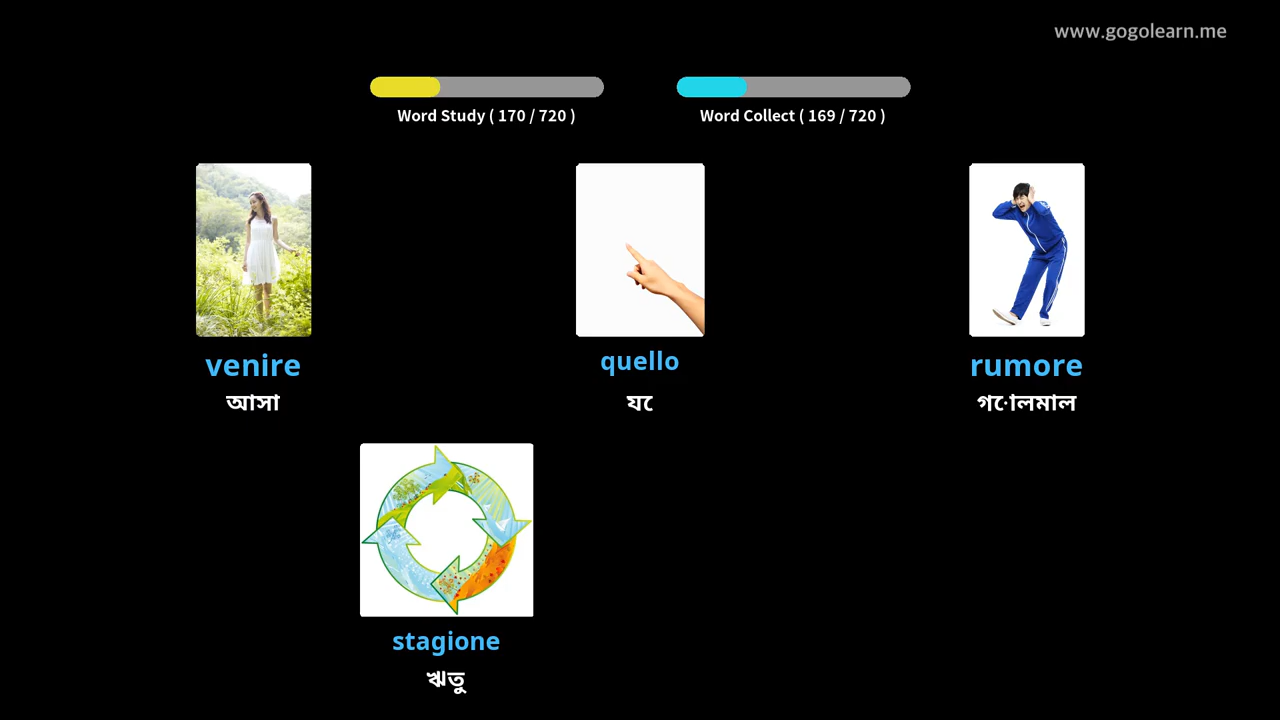 www.gogolearn.me
Word Study ( 170 / 720 )
Word Collect ( 169 / 720 )
venire
আসা
quello
যে
rumore
গোলমাল
stagione
ঋতু